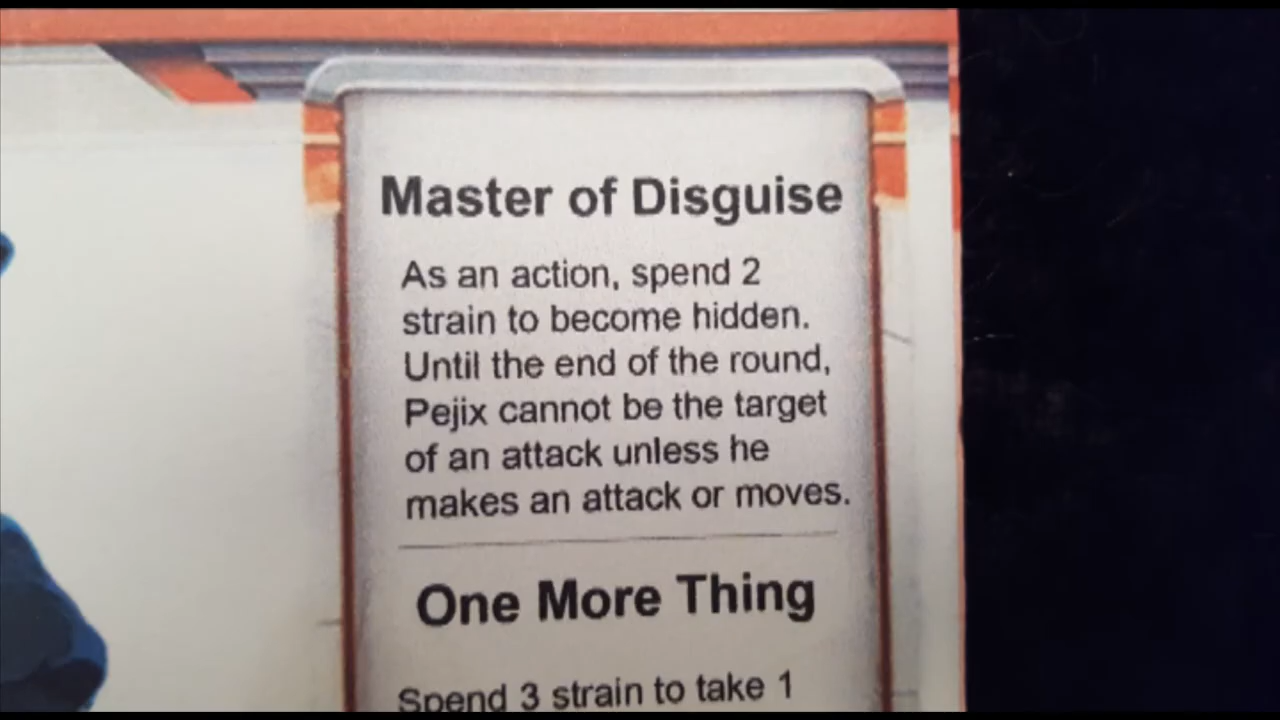 Master of Disguise
As an action, spend 2
strain to become hidden.
Until the end of the round,
Pejix cannot be the target
of an attack unless he
makes an attack or moves.
One More Thing
Spend 3 strain to take 1